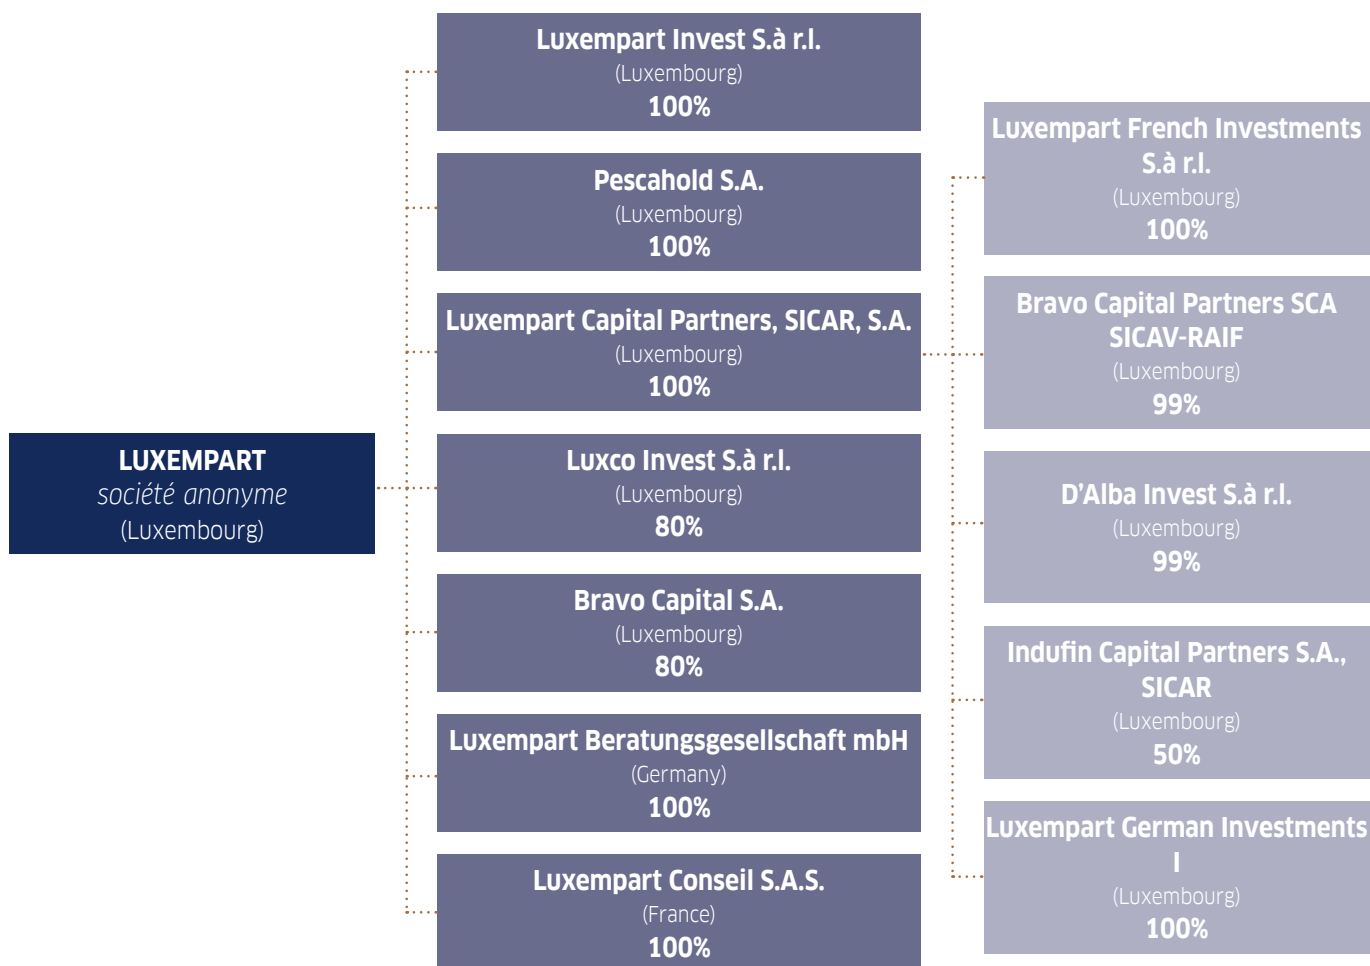 LUXEMPART
société anonyme
(Luxembourg)
Luxempart Invest S.à r.l.
(Luxembourg)
100%
Pescahold S.A.
(Luxembourg)
100%
Luxempart Capital Partners, SICAR, S.A.
(Luxembourg)
100%
Luxco Invest S.à r.l.
(Luxembourg)
80%
Bravo Capital S.A.
(Luxembourg)
80%
Luxempart Beratungsgesellschaft mbH
(Germany)
100%
Luxempart Conseil S.A.S.
(France)
100%
Luxempart French Investments
S.à r.l.
(Luxembourg)
100%
Bravo Capital Partners SCA
SICAV-RAIF
(Luxembourg)
99%
D’Alba Invest S.à r.l.
(Luxembourg)
99%
Indufin Capital Partners S.A.,
SICAR
(Luxembourg)
50%
Luxempart German Investments
I
(Luxembourg)
100%